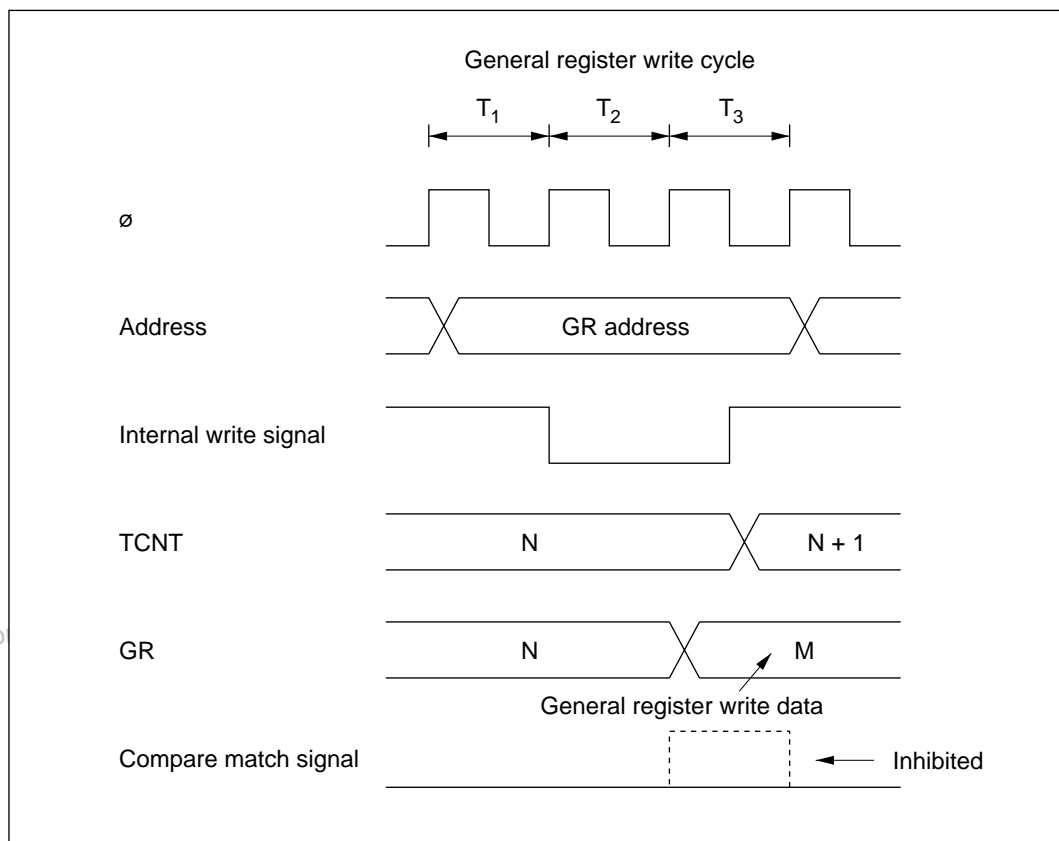 General register write cycle
T1 T2 T3
ø
Address GR address
Internal write signal
TCNT N N + 1
GR N M
General register write data
Compare match signal Inhibited